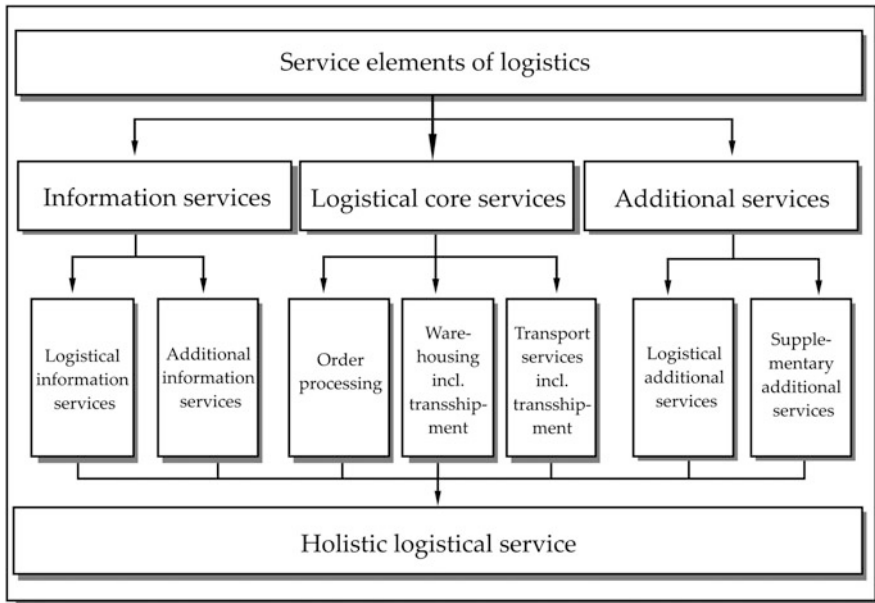 Service elements of logistics
Information services
Logistical core services
Additional services
Logistical
information
services
Additional
information
services
Order
processing
Ware-
housing
incl.
transship-
ment
Transport
services
incl.
transship-
ment
Logistical
additional
services
Supple-
mentary
additional
services
Holistic logistical service